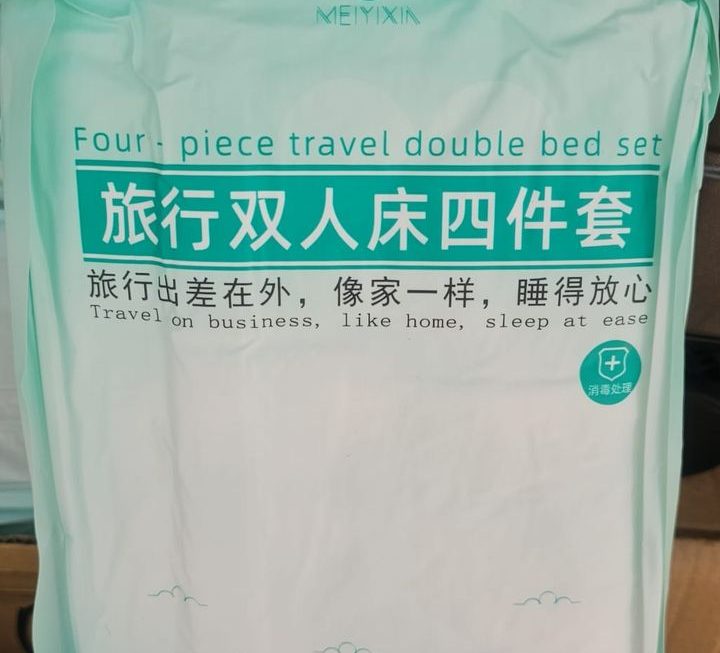 MEIYIXIN
Four - piece travel double bed set
旅行双人床四件套
旅行出差在外，像家一样，睡得放心
Travel on business, like home, sleep at ease
消毒处理